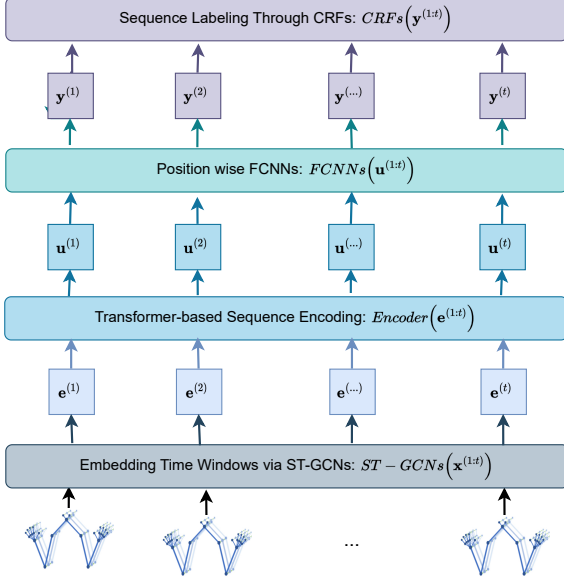 Sequence Labeling Through CRFs: CRFs(y^(1:t))
y^(1) y^(2) y^(...) y^(t)
Position wise FCNNs: FCNNs(u^(1:t))
u^(1) u^(2) u^(...) u^(t)
Transformer-based Sequence Encoding: Encoder(e^(1:t))
e^(1) e^(2) e^(...) e^(t)
Embedding Time Windows via ST-GCNs: ST − GCNs(x^(1:t))
...